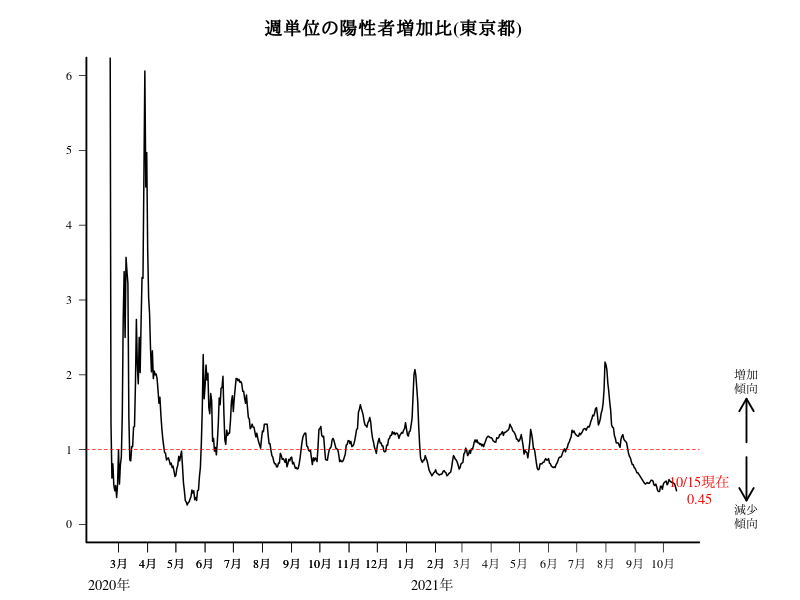 週単位の陽性者増加比(東京都)
6
5
4
3
2
1
0
増加
傾向
10/15現在
0.45
減少
傾向
3月 4月 5月 6月 7月 8月 9月 10月 11月 12月 1月 2月 3月 4月 5月 6月 7月 8月 9月 10月
2020年 2021年